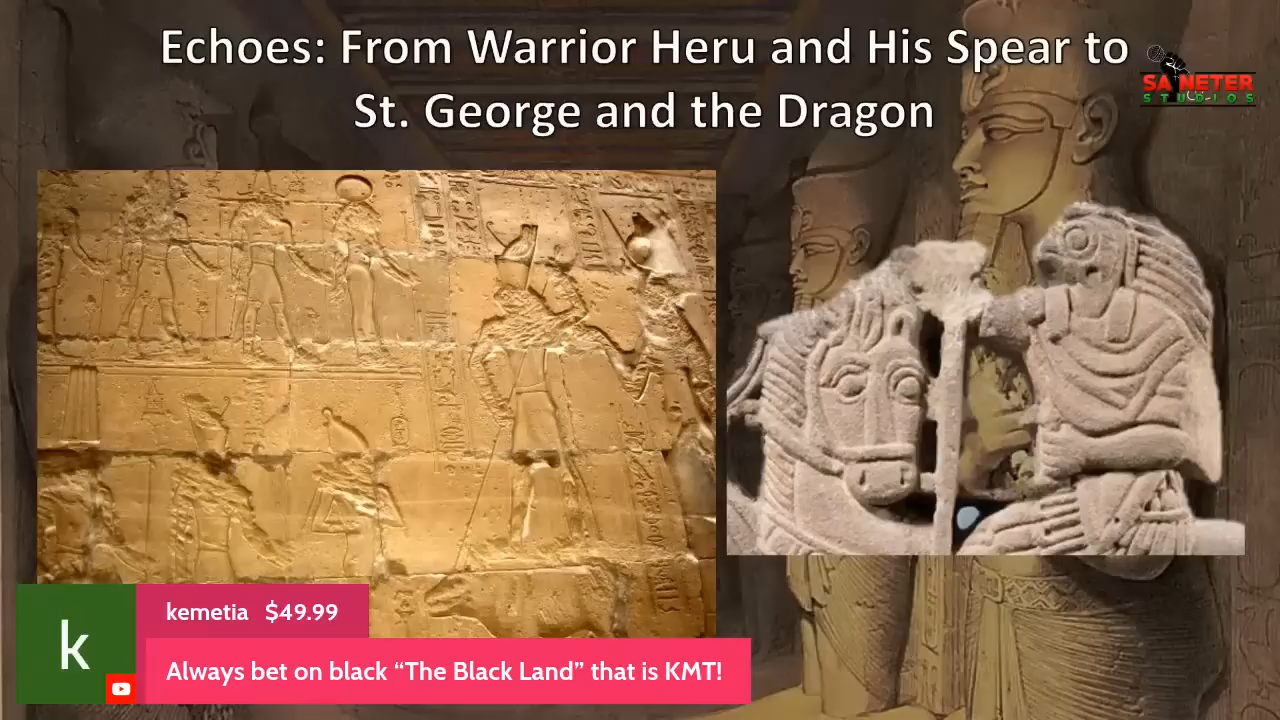 Echoes: From Warrior Heru and His Spear to
St. George and the Dragon
SA NETER
STUDIOS
k
kemetia $49.99
Always bet on black “The Black Land” that is KMT!